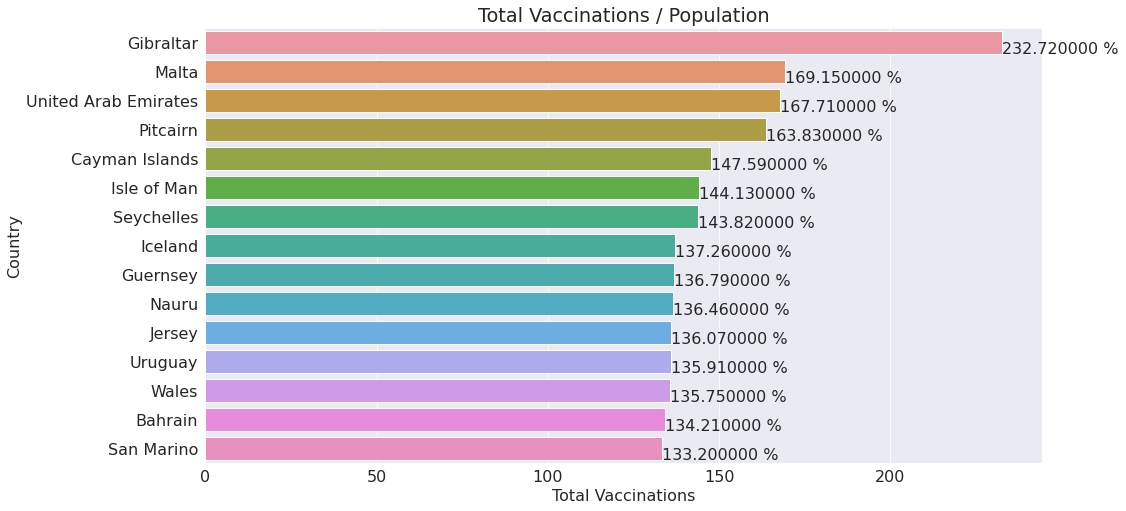 Total Vaccinations / Population
Gibraltar 232.720000 %
Malta 169.150000 %
United Arab Emirates 167.710000 %
Pitcairn 163.830000 %
Cayman Islands 147.590000 %
Isle of Man 144.130000 %
Seychelles 143.820000 %
Iceland 137.260000 %
Guernsey 136.790000 %
Nauru 136.460000 %
Jersey 136.070000 %
Uruguay 135.910000 %
Wales 135.750000 %
Bahrain 134.210000 %
San Marino 133.200000 %
Country
0 50 100 150 200
Total Vaccinations